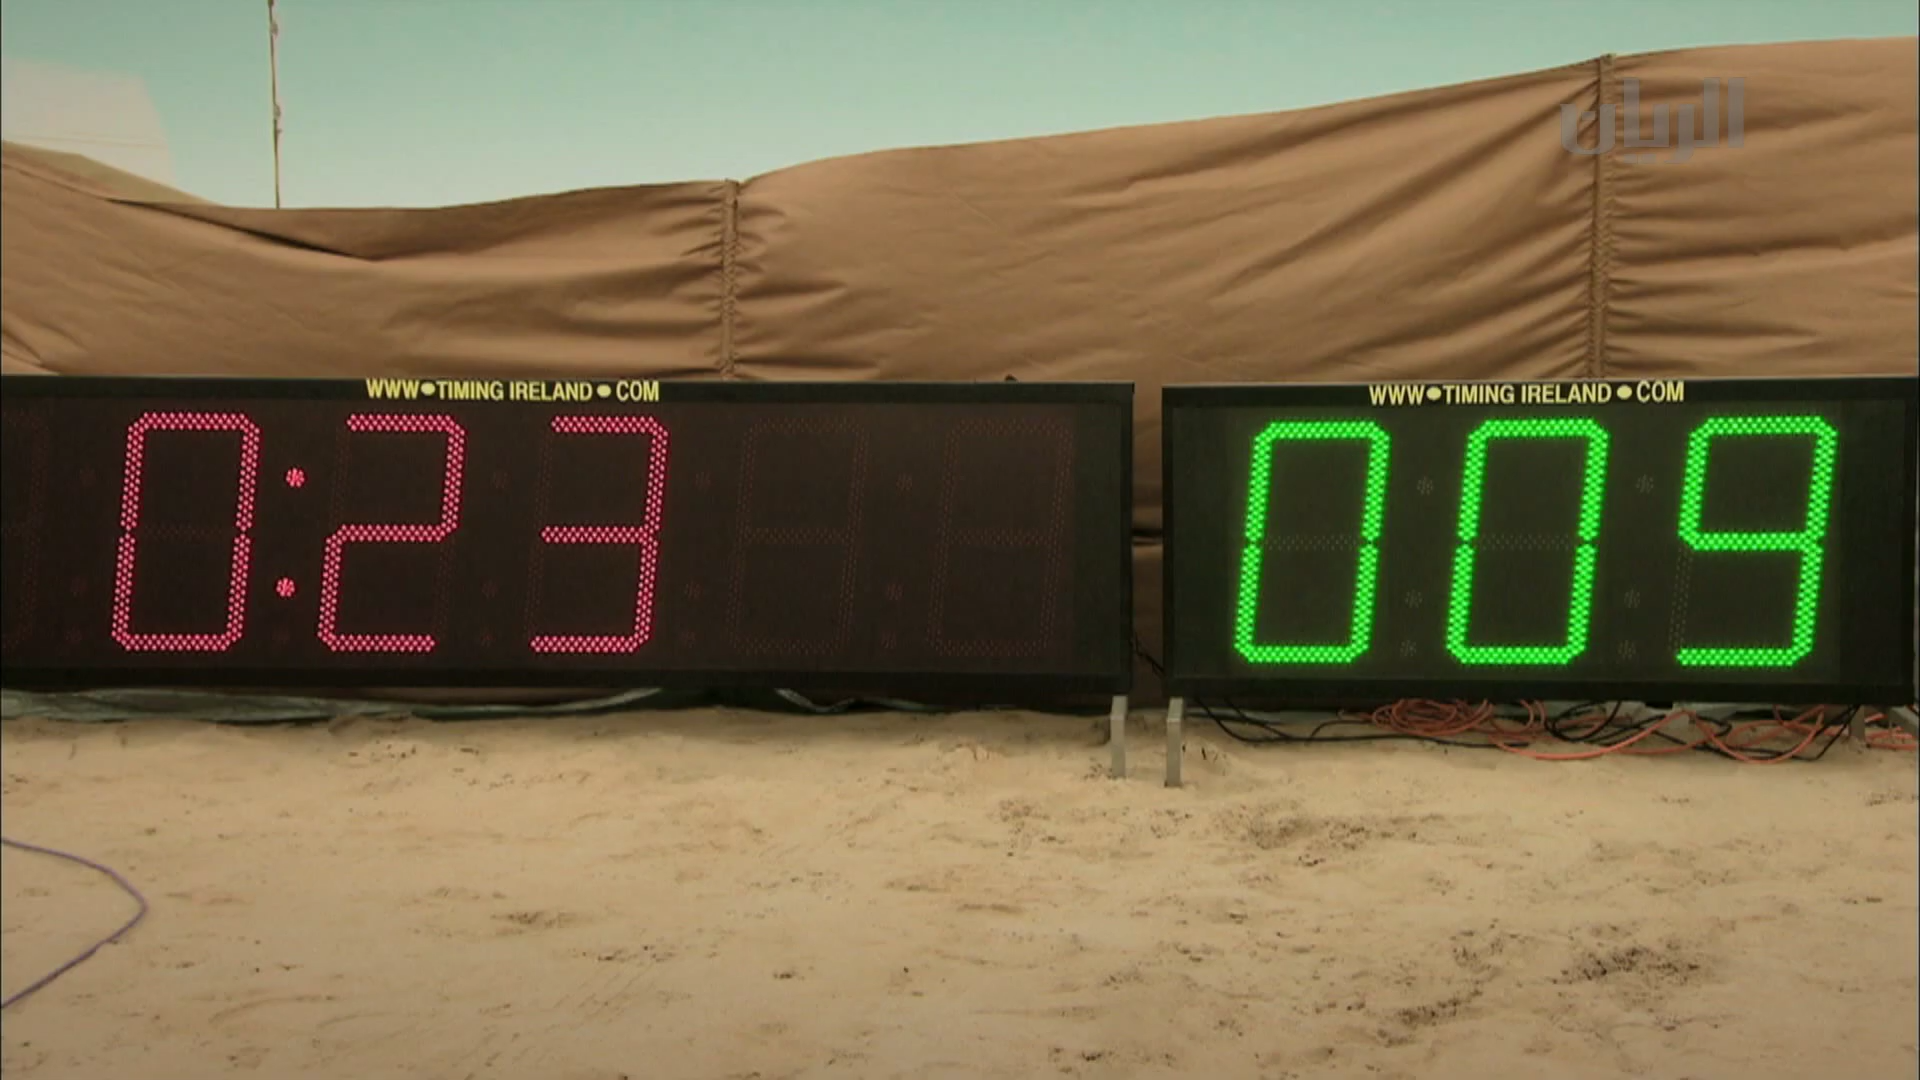 الريان
WWW•TIMING IRELAND•COM
WWW•TIMING IRELAND•COM
0:23
009